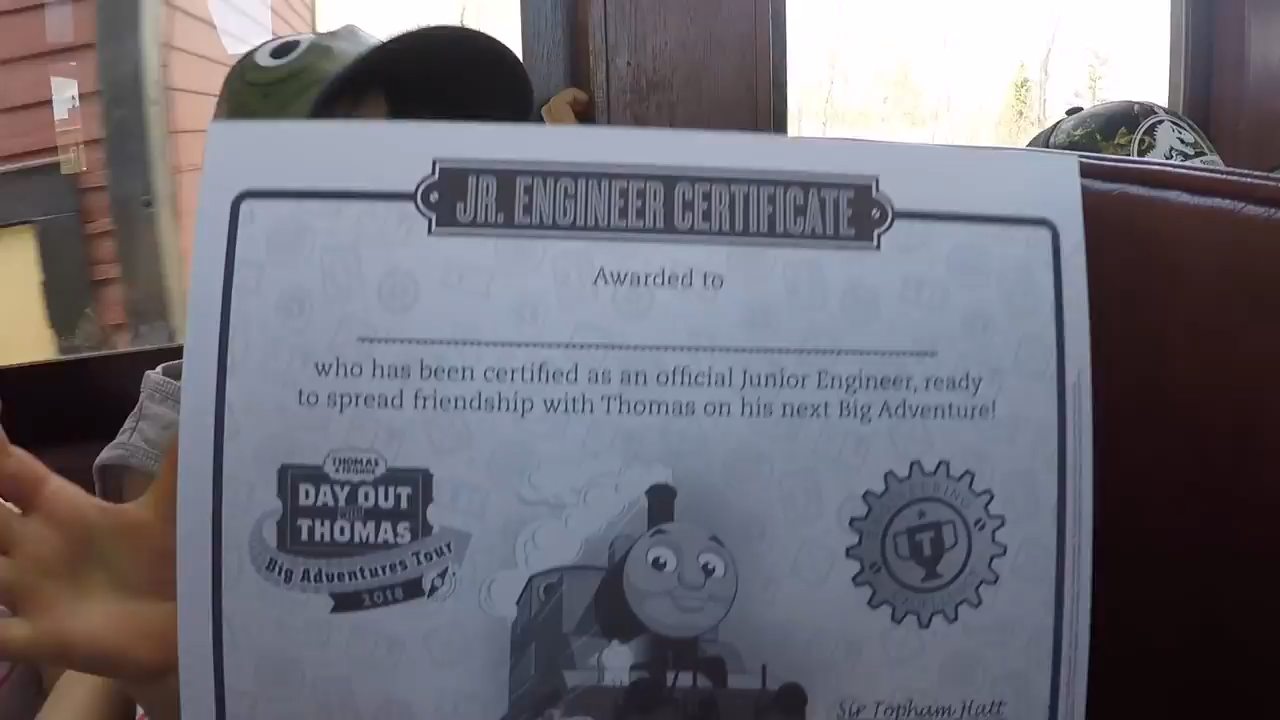 JR. ENGINEER CERTIFICATE
Awarded to
who has been certified as an official Junior Engineer, ready
to spread friendship with Thomas on his next Big Adventure!
THOMAS
& FRIENDS
DAY OUT
WITH
THOMAS
Big Adventures Tour
2018
T
Sir Topham Hatt